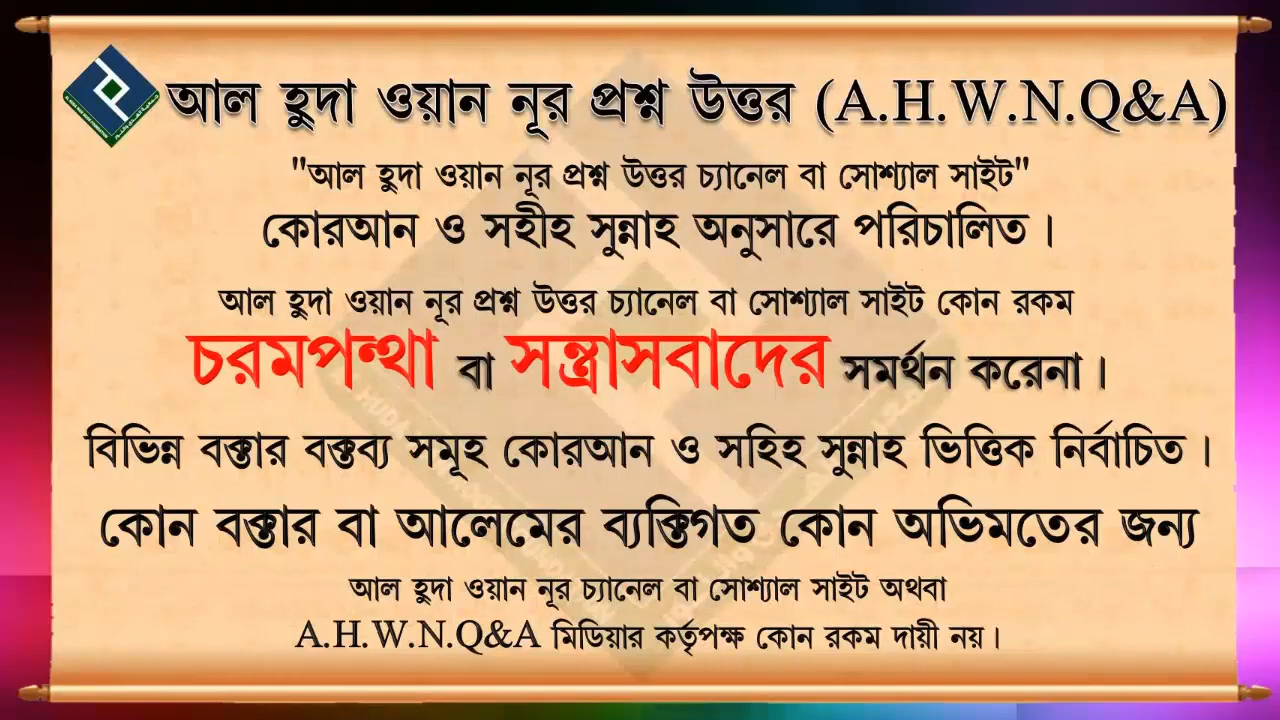 আল হুদা ওয়ান নূর প্রশ্ন উত্তর (A.H.W.N.Q&A)
"আল হুদা ওয়ান নূর প্রশ্ন উত্তর চ্যানেল বা সোশ্যাল সাইট"
কোরআন ও সহীহ সুন্নাহ অনুসারে পরিচালিত।
আল হুদা ওয়ান নূর প্রশ্ন উত্তর চ্যানেল বা সোশ্যাল সাইট কোন রকম
চরমপন্থা বা সন্ত্রাসবাদের সমর্থন করেনা।
বিভিন্ন বক্তার বক্তব্য সমূহ কোরআন ও সহিহ সুন্নাহ ভিত্তিক নির্বাচিত।
কোন বক্তার বা আলেমের ব্যক্তিগত কোন অভিমতের জন্য
আল হুদা ওয়ান নূর চ্যানেল বা সোশ্যাল সাইট অথবা
A.H.W.N.Q&A মিডিয়ার কর্তৃপক্ষ কোন রকম দায়ী নয়।